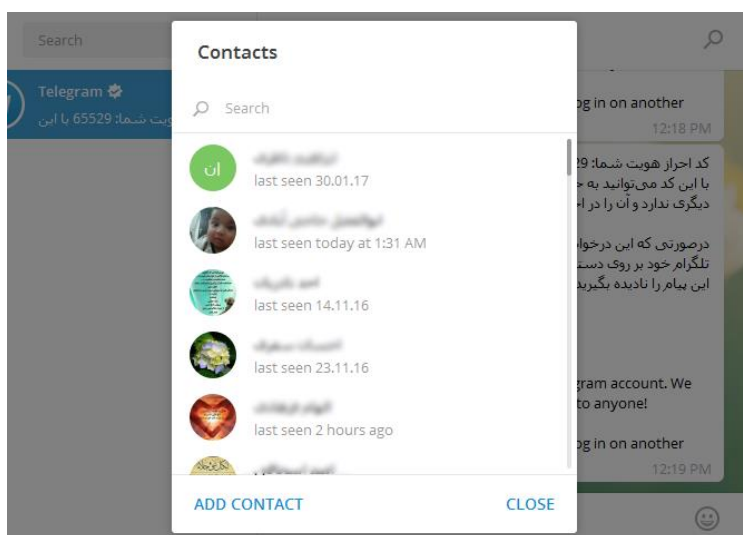 Search
Telegram
ویت شما: 65529 با این
Contacts
Search
ان
last seen 30.01.17
last seen today at 1:31 AM
last seen 14.11.16
last seen 23.11.16
last seen 2 hours ago
ADD CONTACT
CLOSE
og in on another
12:18 PM
کد احراز هویت شما: 29
با این کد می‌توانید به ح
دیگری ندارد و آن را در اخ
درصورتی که این درخوا
تلگرام خود بر روی دست
این پیام را نادیده بگیرید
gram account. We
to anyone!
og in on another
12:19 PM